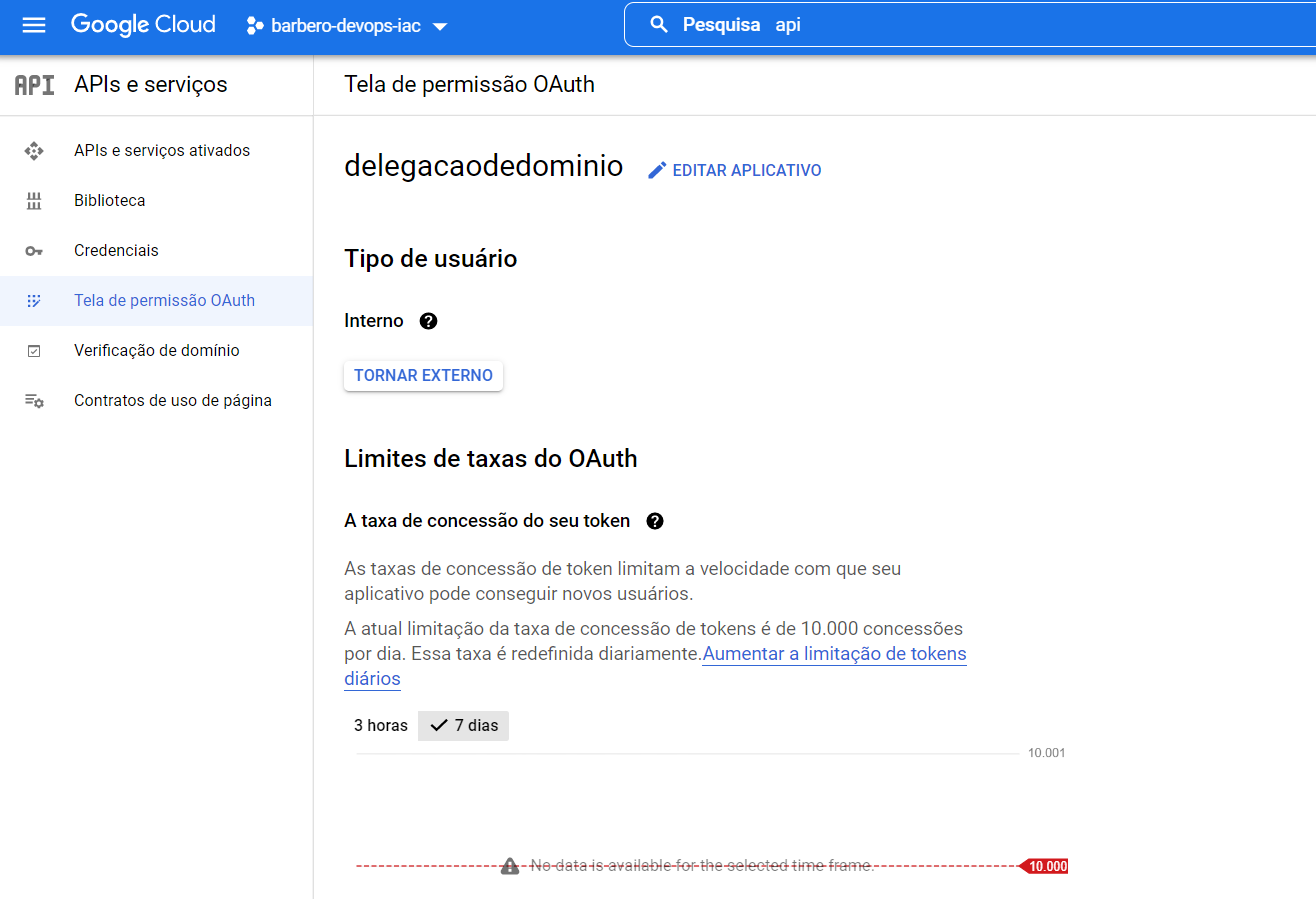 Google Cloud
barbero-devops-iac
Pesquisa api
API APIs e serviços
APIs e serviços ativados
Biblioteca
Credenciais
Tela de permissão OAuth
Verificação de domínio
Contratos de uso de página
Tela de permissão OAuth
delegacaodedominio
EDITAR APLICATIVO
Tipo de usuário
Interno
TORNAR EXTERNO
Limites de taxas do OAuth
A taxa de concessão do seu token
As taxas de concessão de token limitam a velocidade com que seu
aplicativo pode conseguir novos usuários.
A atual limitação da taxa de concessão de tokens é de 10.000 concessões
por dia. Essa taxa é redefinida diariamente.Aumentar a limitação de tokens
diários
3 horas
7 dias
10.001
No data is available for the selected time frame.
10.000